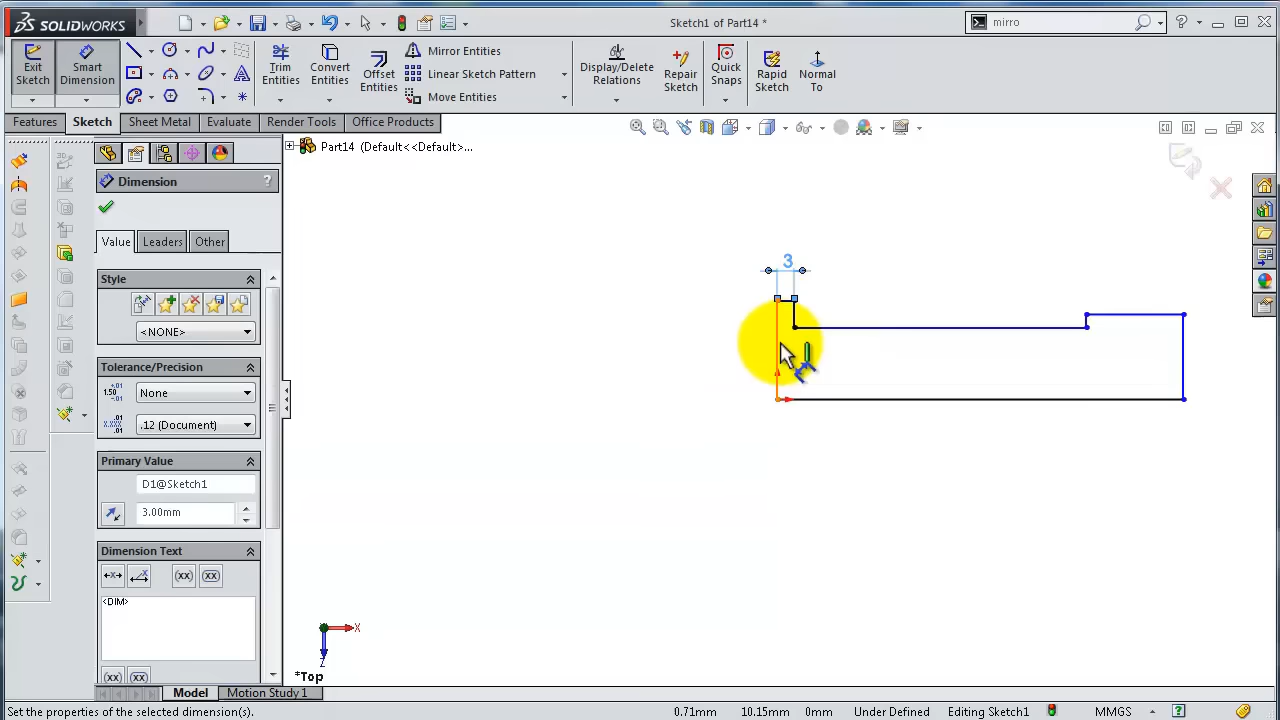 SOLIDWORKS
Sketch1 of Part14 *
mirro
Exit Sketch
Smart Dimension
Trim Entities
Convert Entities
Offset Entities
Mirror Entities
Linear Sketch Pattern
Move Entities
Display/Delete Relations
Repair Sketch
Quick Snaps
Rapid Sketch
Normal To
Features
Sketch
Sheet Metal
Evaluate
Render Tools
Office Products
Part14 (Default<<Default>...
Dimension
?
Value
Leaders
Other
Style
<NONE>
Tolerance/Precision
None
.12 (Document)
Primary Value
D1@Sketch1
3.00mm
Dimension Text
<DIM>
3
X
Z
*Top
Model
Motion Study 1
Set the properties of the selected dimension(s).
0.71mm
10.15mm
0mm
Under Defined
Editing Sketch1
MMGS